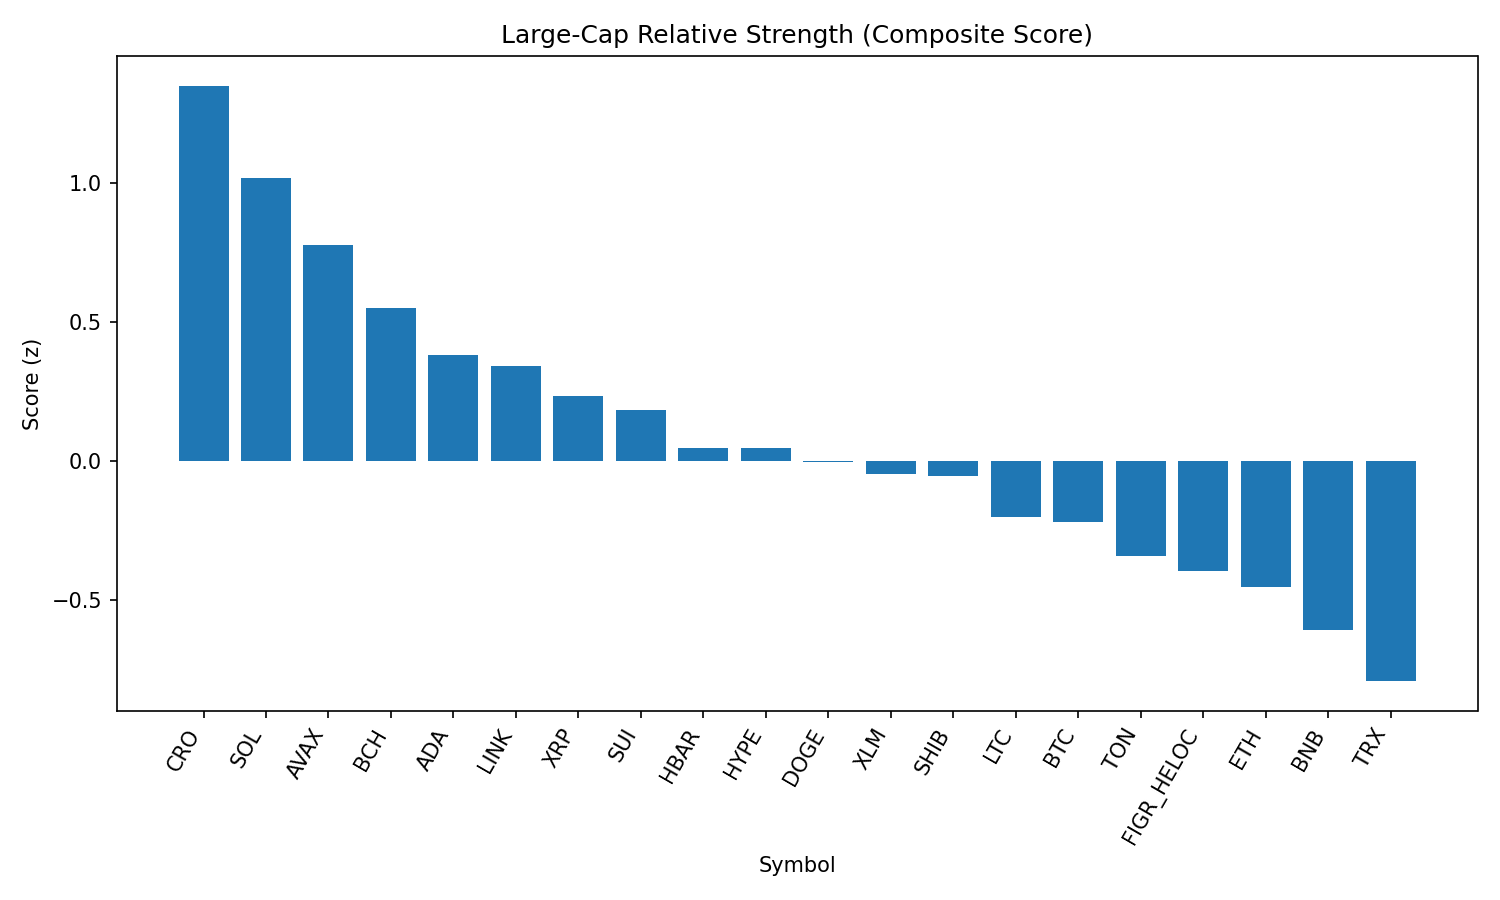 Large-Cap Relative Strength (Composite Score)
Score (z)
1.0
0.5
0.0
−0.5
CRO
SOL
AVAX
BCH
ADA
LINK
XRP
SUI
HBAR
HYPE
DOGE
XLM
SHIB
LTC
BTC
TON
FIGR_HELOC
ETH
BNB
TRX
Symbol